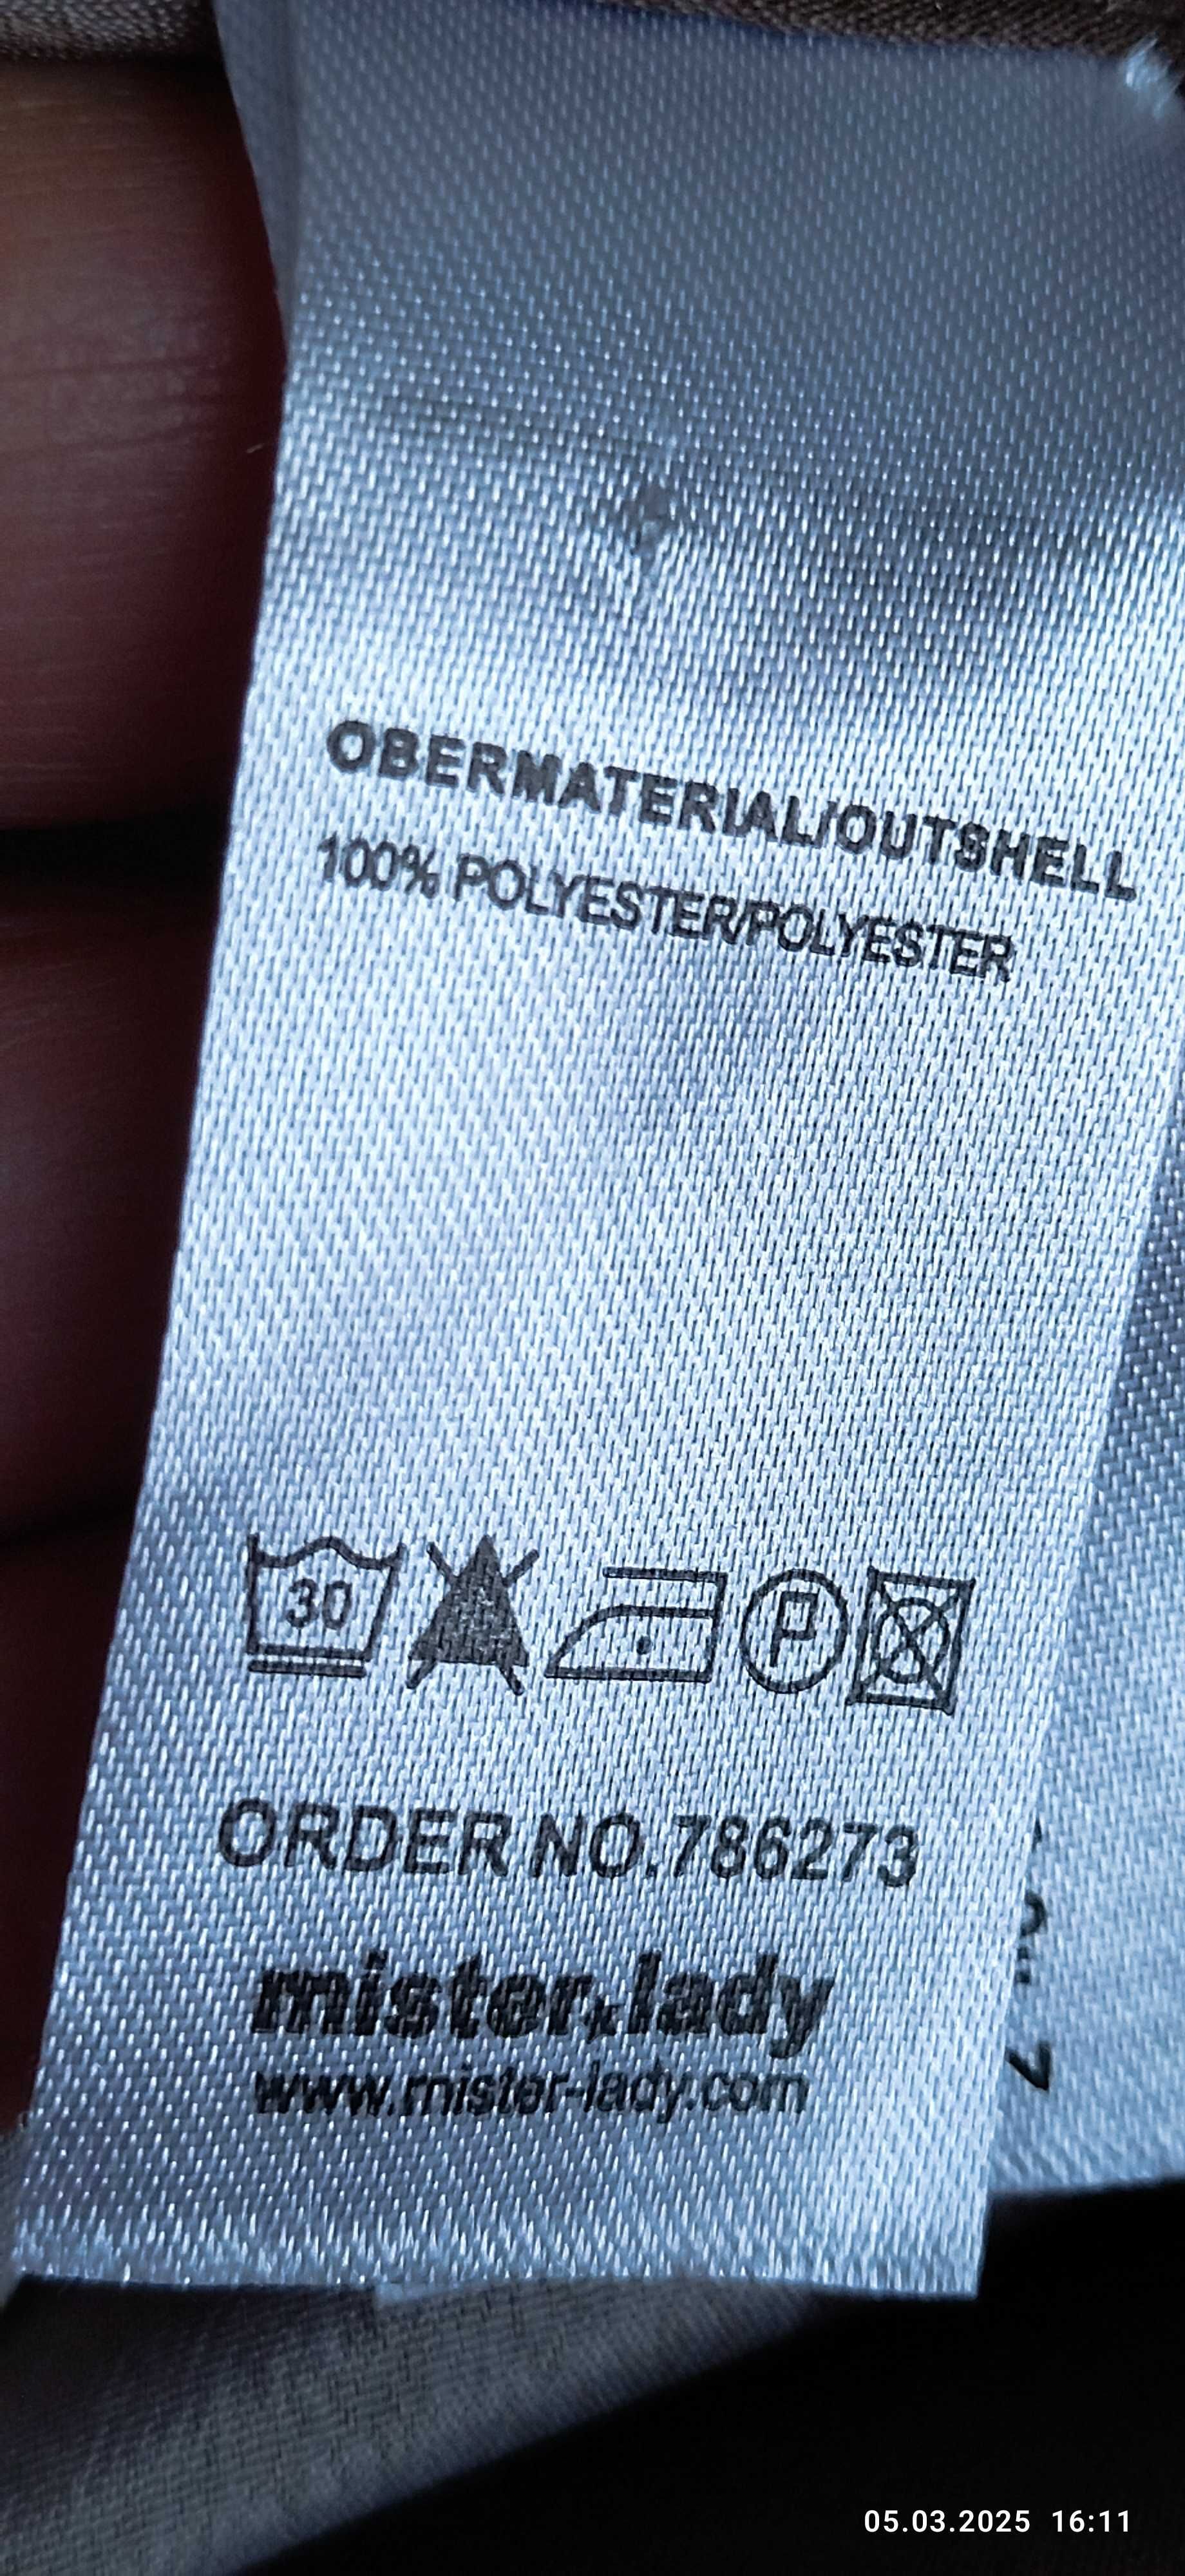 OBERMATERIAL/OUTSHELL
100% POLYESTER/POLYESTER
30
P
ORDER NO.786273
mister*lady
www.mister-lady.com
05.03.2025 16:11